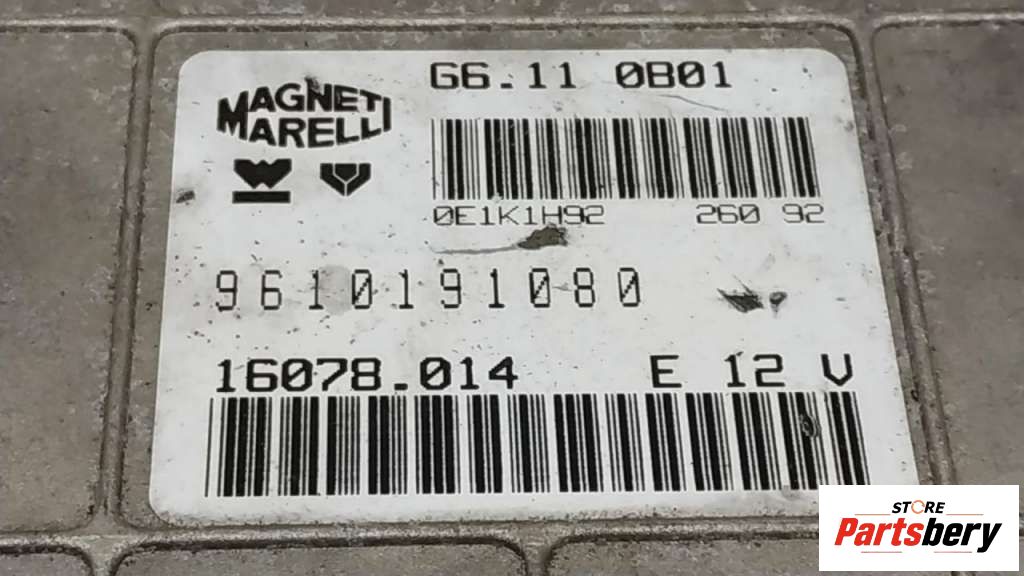 MAGNETI
MARELLI
G6.11 0B01
0E1K1H92 260 92
9610191080
16078.014 E 12 V
STORE
Partsbery